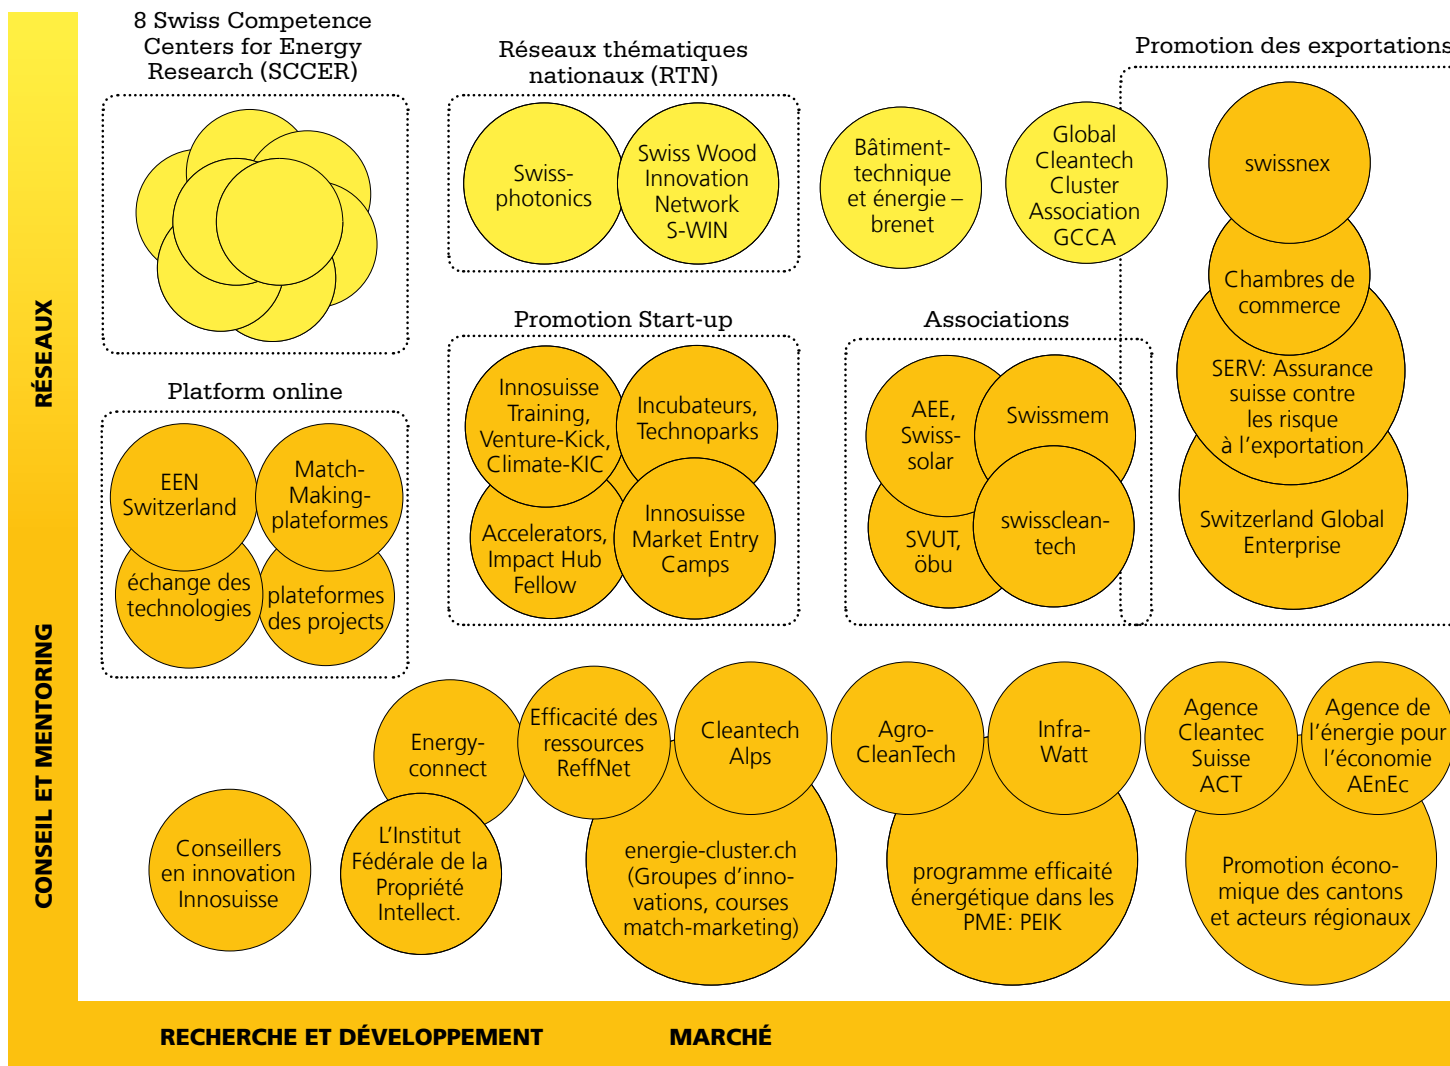 8 Swiss Competence
Centers for Energy
Research (SCCER)
Réseaux thématiques
nationaux (RTN)
Promotion des exportations
Swiss-
photonics
Swiss Wood
Innovation
Network
S-WIN
Bâtiment-
technique
et énergie –
brenet
Global
Cleantech
Cluster
Association
GCCA
swissnex
Chambres de
commerce
SERV: Assurance
suisse contre
les risque
à l’exportation
Switzerland Global
Enterprise
RÉSEAUX
Platform online
EEN
Switzerland
Match-
Making-
plateformes
échange des
technologies
plateformes
des projects
Promotion Start-up
Innosuisse
Training,
Venture-Kick,
Climate-KIC
Incubateurs,
Technoparks
Accelerators,
Impact Hub
Fellow
Innosuisse
Market Entry
Camps
Associations
AEE,
Swiss-
solar
Swissmem
SVUT,
öbu
swissclean-
tech
CONSEIL ET MENTORING
Energy-
connect
Efficacité des
ressources
ReffNet
Cleantech
Alps
Agro-
CleanTech
Infra-
Watt
Agence
Cleantec
Suisse
ACT
Agence de
l’énergie pour
l’économie
AEnEc
Conseillers
en innovation
Innosuisse
L’Institut
Fédérale de la
Propriété
Intellect.
energie-cluster.ch
(Groupes d’inno-
vations, courses
match-marketing)
programme efficaité
énergétique dans les
PME: PEIK
Promotion écono-
mique des cantons
et acteurs régionaux
RECHERCHE ET DÉVELOPPEMENT
MARCHÉ